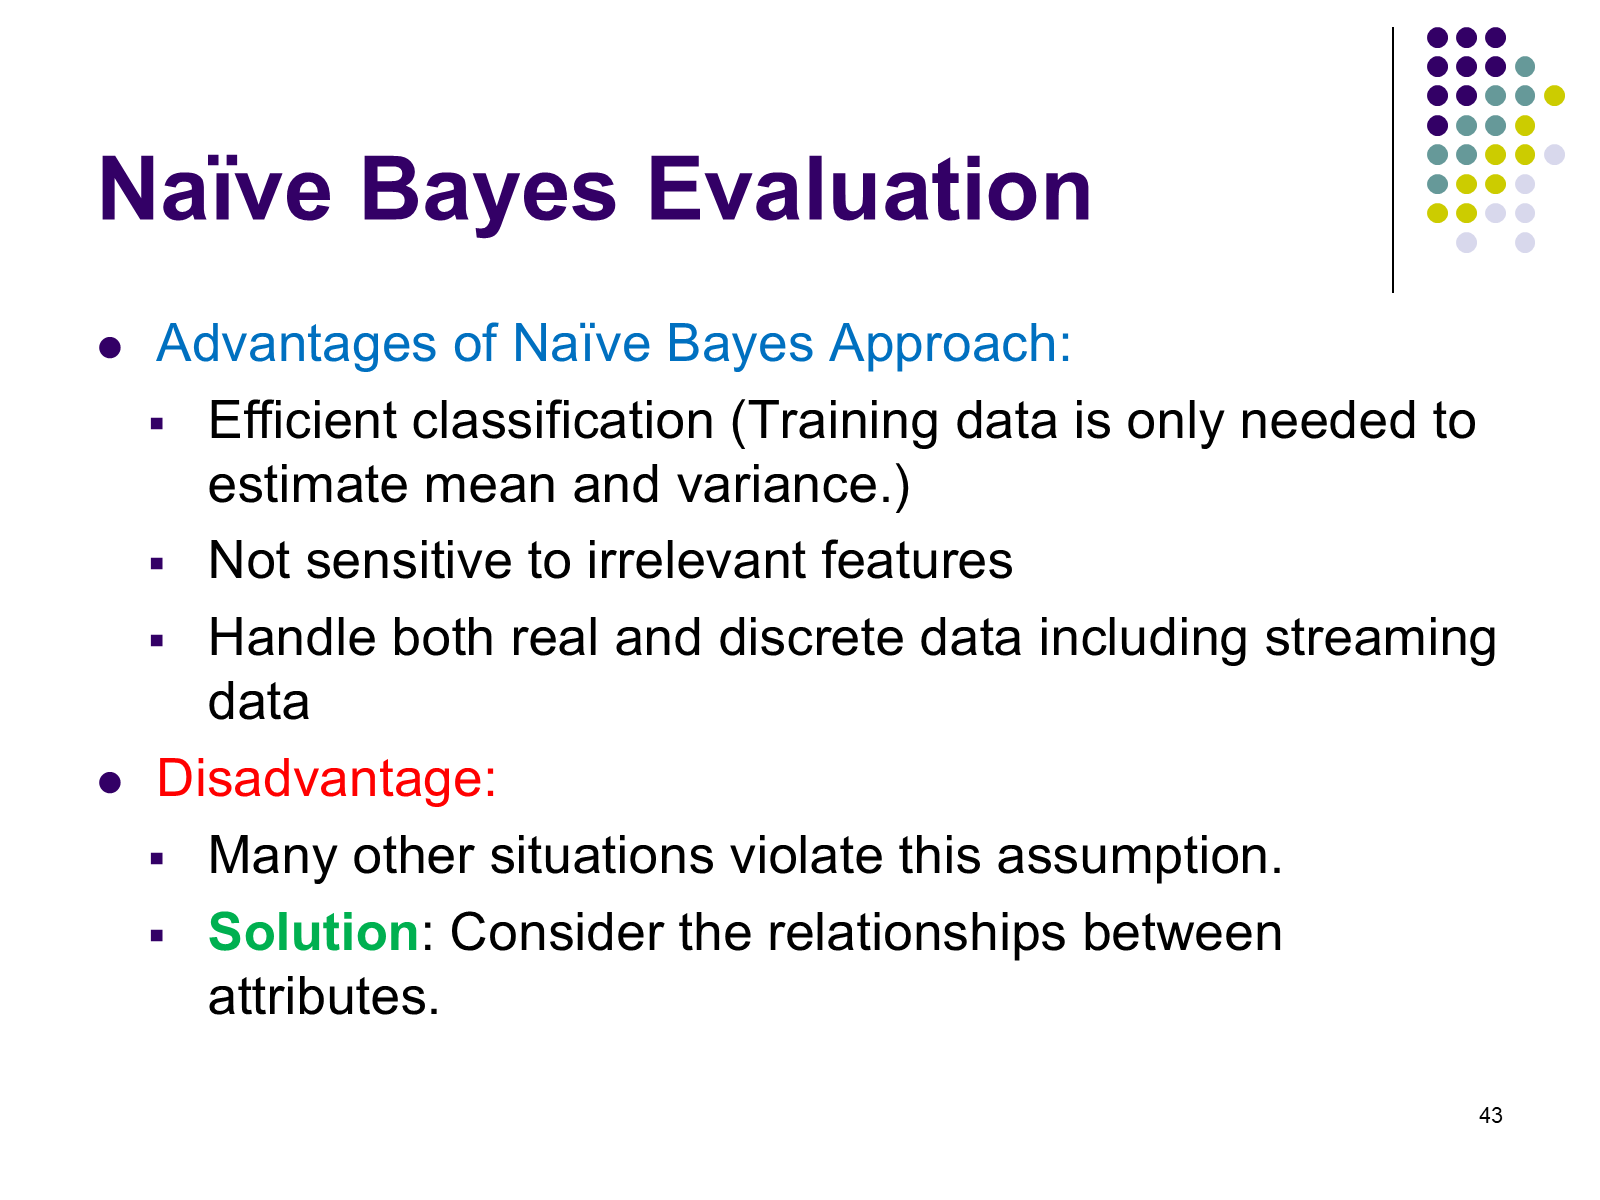 Naïve Bayes Evaluation
● Advantages of Naïve Bayes Approach:
▪ Efficient classification (Training data is only needed to
estimate mean and variance.)
▪ Not sensitive to irrelevant features
▪ Handle both real and discrete data including streaming
data
● Disadvantage:
▪ Many other situations violate this assumption.
▪ Solution: Consider the relationships between
attributes.
43